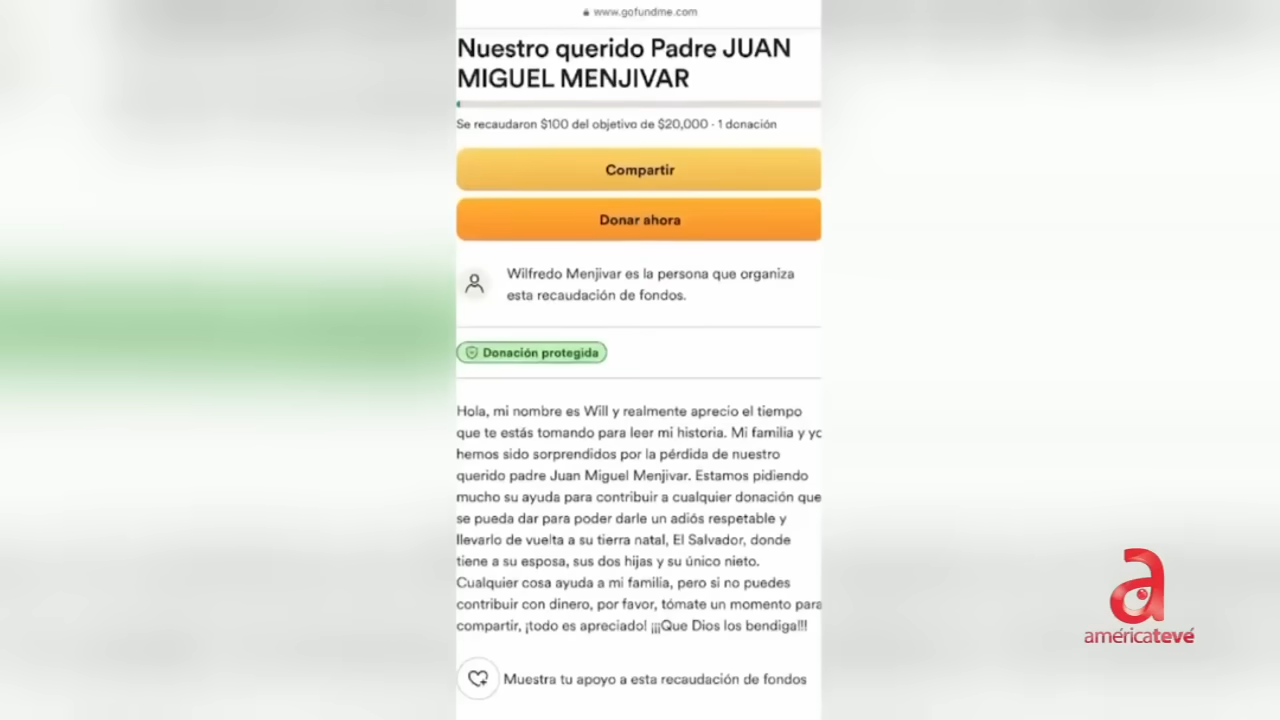 www.gofundme.com
Nuestro querido Padre JUAN
MIGUEL MENJIVAR
Se recaudaron $100 del objetivo de $20,000 · 1 donación
Compartir
Donar ahora
Wilfredo Menjivar es la persona que organiza
esta recaudación de fondos.
Donación protegida
Hola, mi nombre es Will y realmente aprecio el tiempo
que te estás tomando para leer mi historia. Mi familia y yo
hemos sido sorprendidos por la pérdida de nuestro
querido padre Juan Miguel Menjivar. Estamos pidiendo
mucho su ayuda para contribuir a cualquier donación que
se pueda dar para poder darle un adiós respetable y
llevarlo de vuelta a su tierra natal, El Salvador, donde
tiene a su esposa, sus dos hijas y su único nieto.
Cualquier cosa ayuda a mi familia, pero si no puedes
contribuir con dinero, por favor, tómate un momento para
compartir, ¡todo es apreciado! ¡¡¡Que Dios los bendiga!!!
Muestra tu apoyo a esta recaudación de fondos
a
américatevé